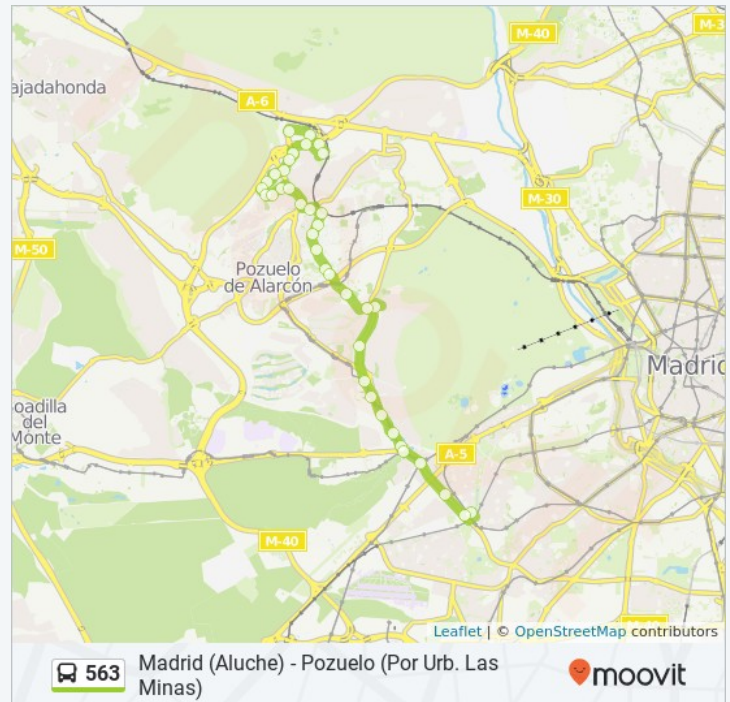 M-40
M-3
ajadahonda
A-6
M-30
M-50
Pozuelo
de Alarcón
Madrid
oadilla
del
Monte
A-5
M-40
Leaflet | © OpenStreetMap contributors
563
Madrid (Aluche) - Pozuelo (Por Urb. Las
Minas)
moovit